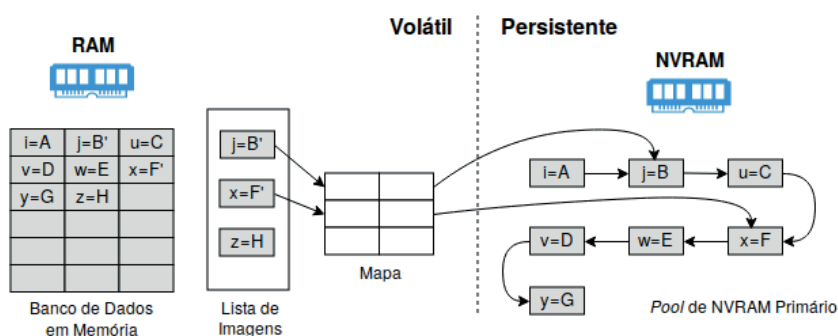 Volátil
Persistente
RAM
NVRAM
i=A j=B' u=C
v=D w=E x=F'
y=G z=H
Banco de Dados
em Memória
j=B'
x=F'
z=H
Lista de
Imagens
Mapa
i=A j=B u=C
v=D w=E x=F
y=G
Pool de NVRAM Primário